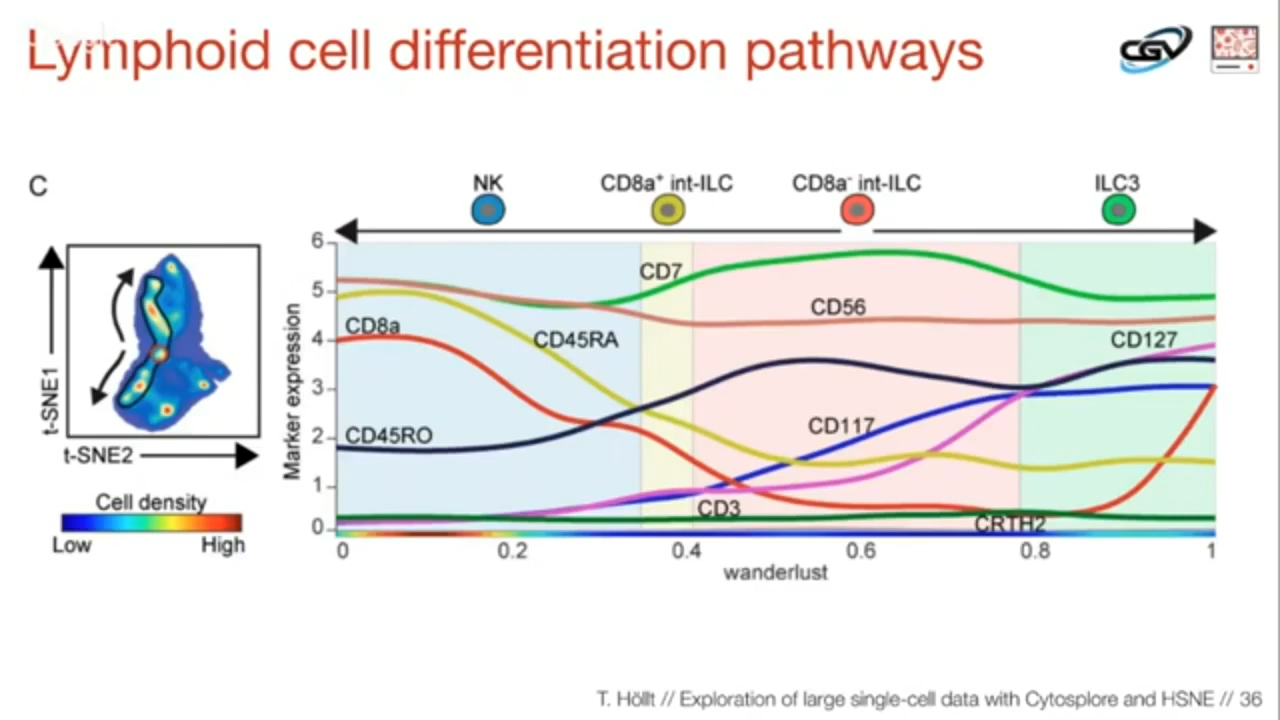 Lymphoid cell differentiation pathways
CGV
C
NK
CD8a⁺ int-ILC
CD8a⁻ int-ILC
ILC3
t-SNE1
t-SNE2
Cell density
Low
High
Marker expression
6
5
4
3
2
1
0
CD7
CD56
CD8a
CD45RA
CD127
CD45RO
CD117
CD3
CRTH2
0
0.2
0.4
0.6
0.8
1
wanderlust
T. Höllt // Exploration of large single-cell data with Cytosplore and HSNE // 36